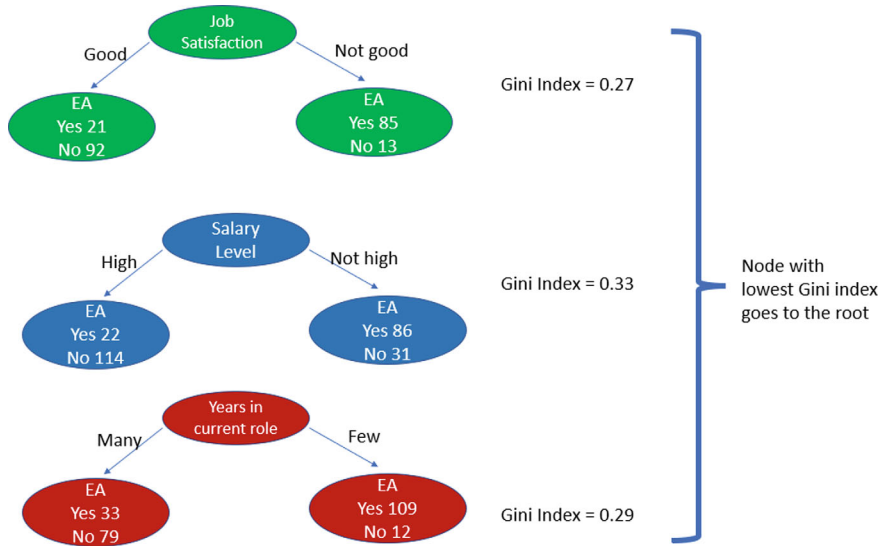 Job
Satisfaction
Good
Not good
EA
Yes 21
No 92
EA
Yes 85
No 13
Gini Index = 0.27
Salary
Level
High
Not high
EA
Yes 22
No 114
EA
Yes 86
No 31
Gini Index = 0.33
Node with
lowest Gini index
goes to the root
Years in
current role
Many
Few
EA
Yes 33
No 79
EA
Yes 109
No 12
Gini Index = 0.29